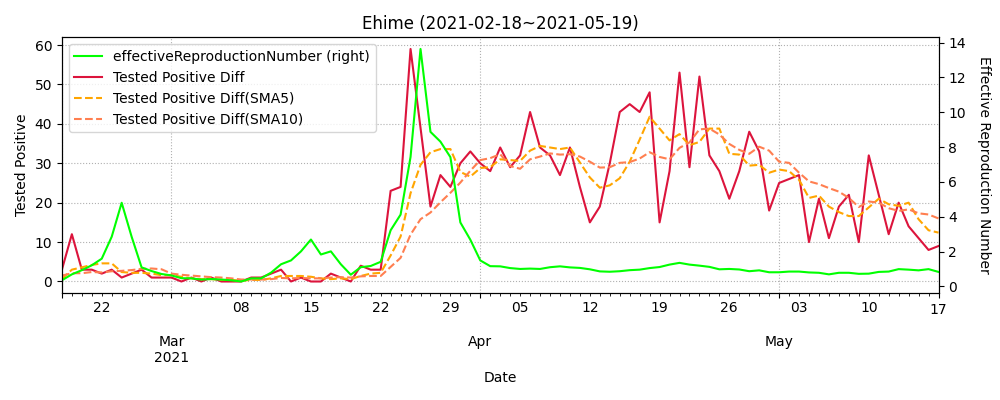 Ehime (2021-02-18~2021-05-19)
effectiveReproductionNumber (right)
Tested Positive Diff
Tested Positive Diff(SMA5)
Tested Positive Diff(SMA10)
Tested Positive
60
50
40
30
20
10
0
Effective Reproduction Number
14
12
10
8
6
4
2
0
22 08 15 22 29 05 12 19 26 03 10 17
Mar Apr May
2021
Date